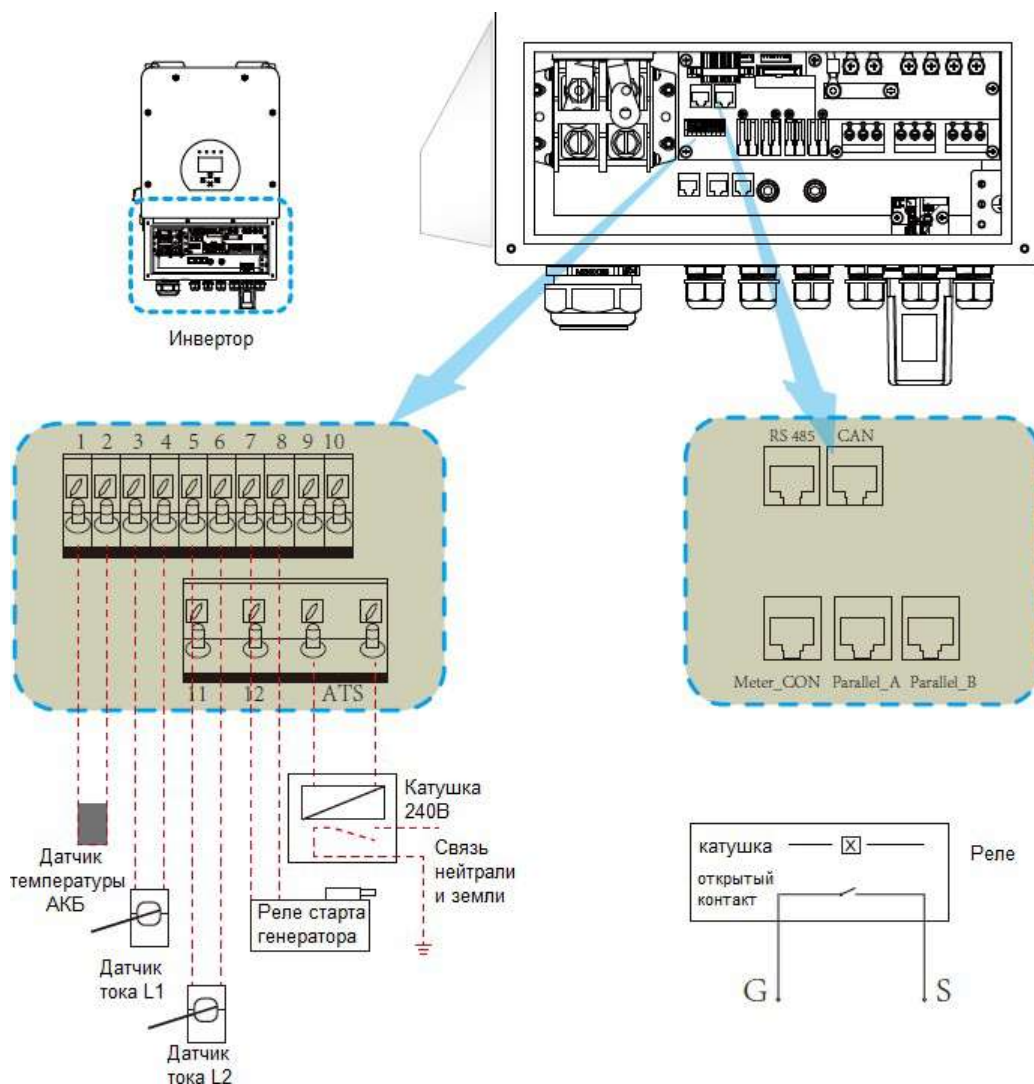 Инвертор
1 2 3 4 5 6 7 8 9 10
11 12 ATS
RS 485 CAN
Meter_CON Parallel_A Parallel_B
Катушка
240В
Связь
нейтрали
и земли
Датчик
температуры
АКБ
Реле старта
генератора
Датчик
тока L1
Датчик
тока L2
катушка X
Реле
открытый
контакт
G S